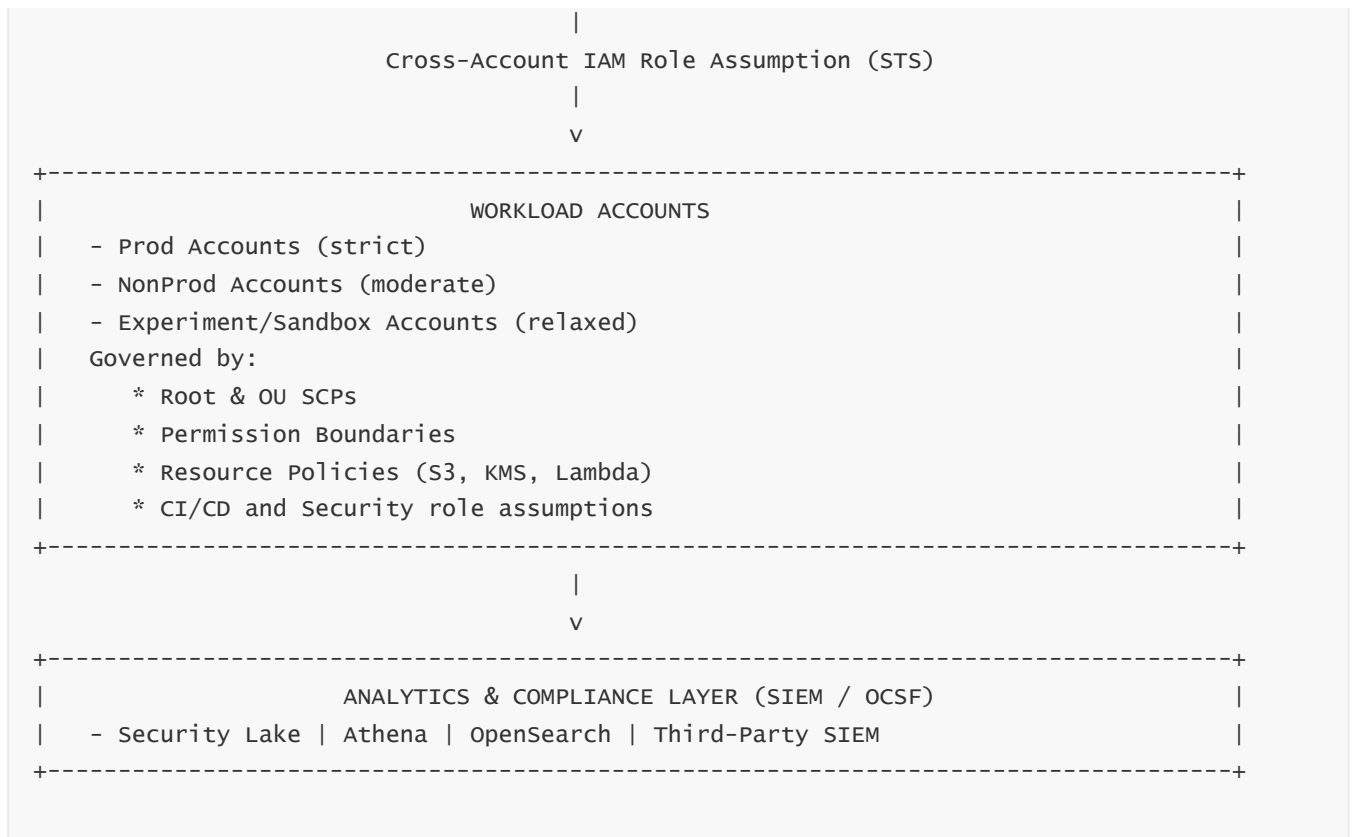 |
Cross-Account IAM Role Assumption (STS)
|
v
+------------------------------------------------------------------------------------+
| WORKLOAD ACCOUNTS |
| - Prod Accounts (strict) |
| - NonProd Accounts (moderate) |
| - Experiment/Sandbox Accounts (relaxed) |
| Governed by: |
| * Root & OU SCPs |
| * Permission Boundaries |
| * Resource Policies (S3, KMS, Lambda) |
| * CI/CD and Security role assumptions |
+------------------------------------------------------------------------------------+
|
v
+------------------------------------------------------------------------------------+
| ANALYTICS & COMPLIANCE LAYER (SIEM / OCSF) |
| - Security Lake | Athena | OpenSearch | Third-Party SIEM |
+------------------------------------------------------------------------------------+